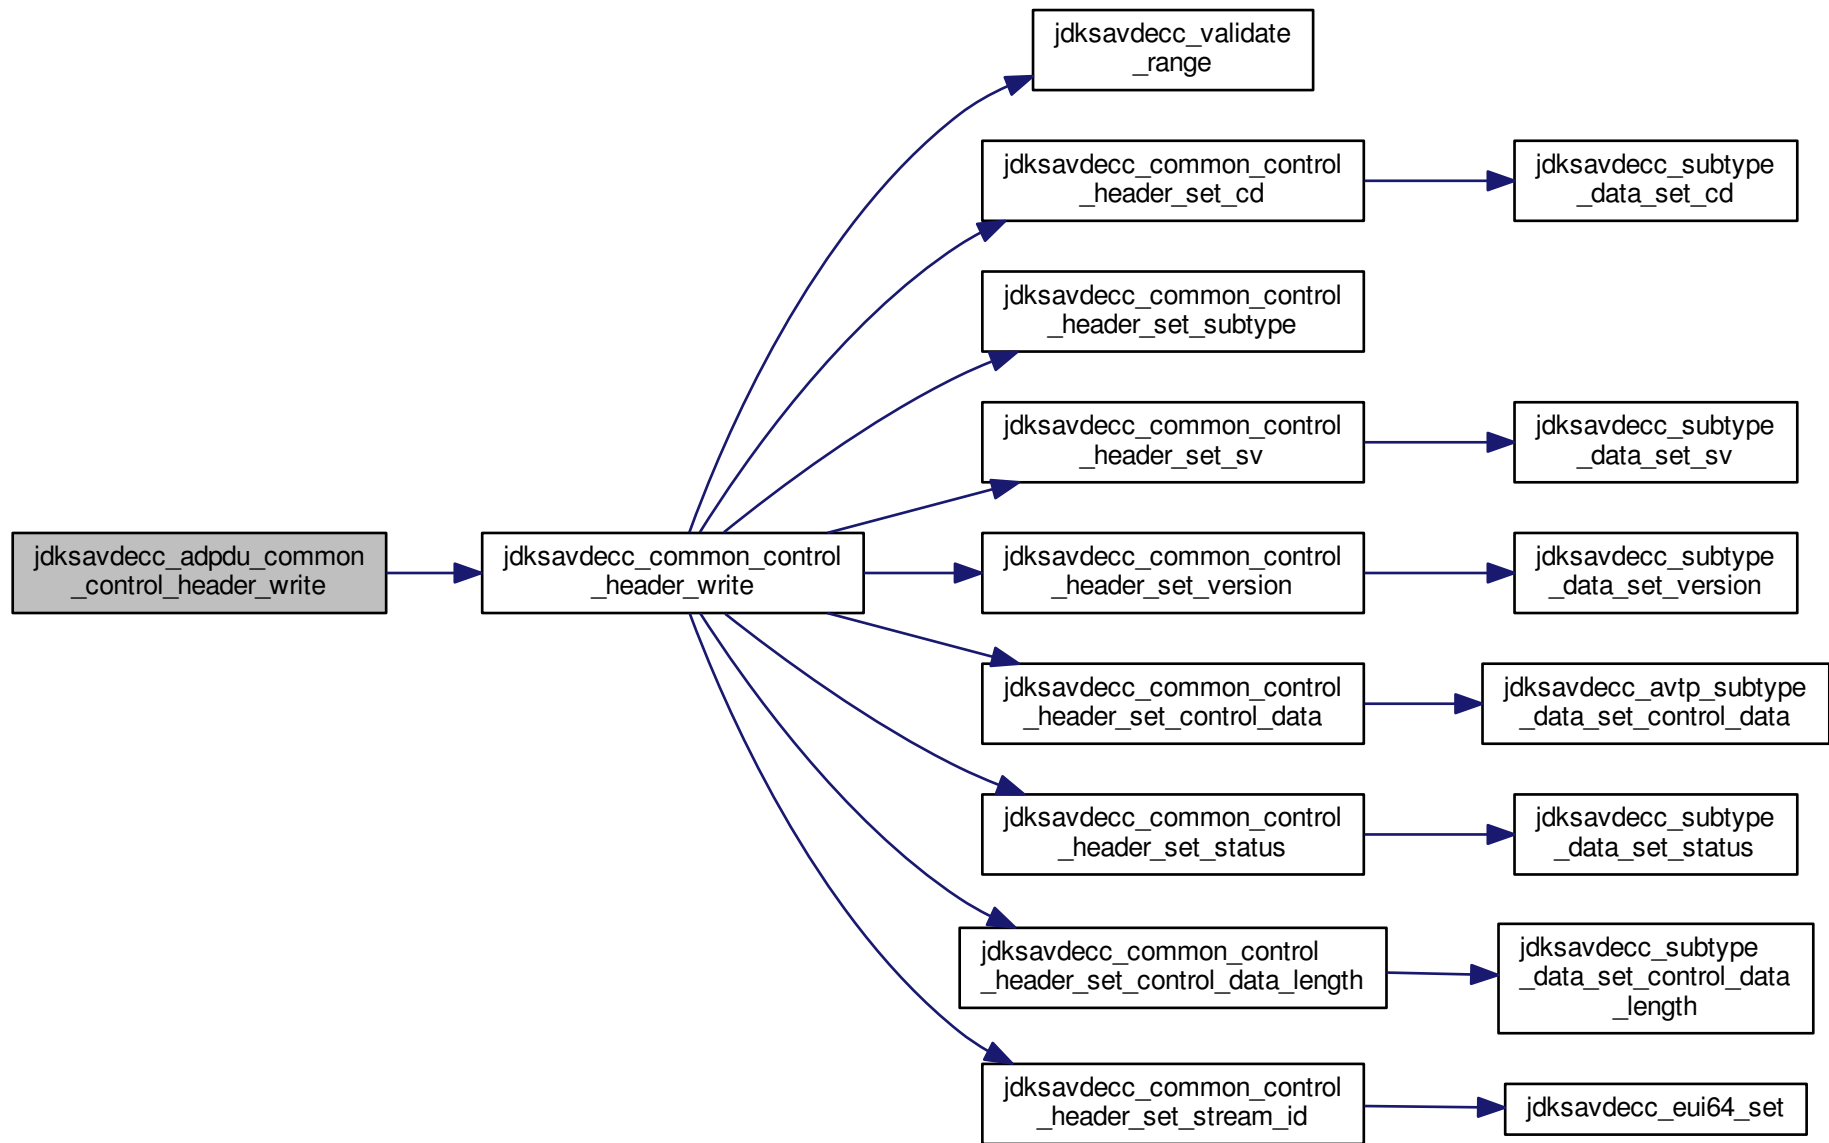 jdksavdecc_adpdu_common
_control_header_write
jdksavdecc_common_control
_header_write
jdksavdecc_validate
_range
jdksavdecc_common_control
_header_set_cd
jdksavdecc_subtype
_data_set_cd
jdksavdecc_common_control
_header_set_subtype
jdksavdecc_common_control
_header_set_sv
jdksavdecc_subtype
_data_set_sv
jdksavdecc_common_control
_header_set_version
jdksavdecc_subtype
_data_set_version
jdksavdecc_common_control
_header_set_control_data
jdksavdecc_avtp_subtype
_data_set_control_data
jdksavdecc_common_control
_header_set_status
jdksavdecc_subtype
_data_set_status
jdksavdecc_common_control
_header_set_control_data_length
jdksavdecc_subtype
_data_set_control_data
_length
jdksavdecc_common_control
_header_set_stream_id
jdksavdecc_eui64_set